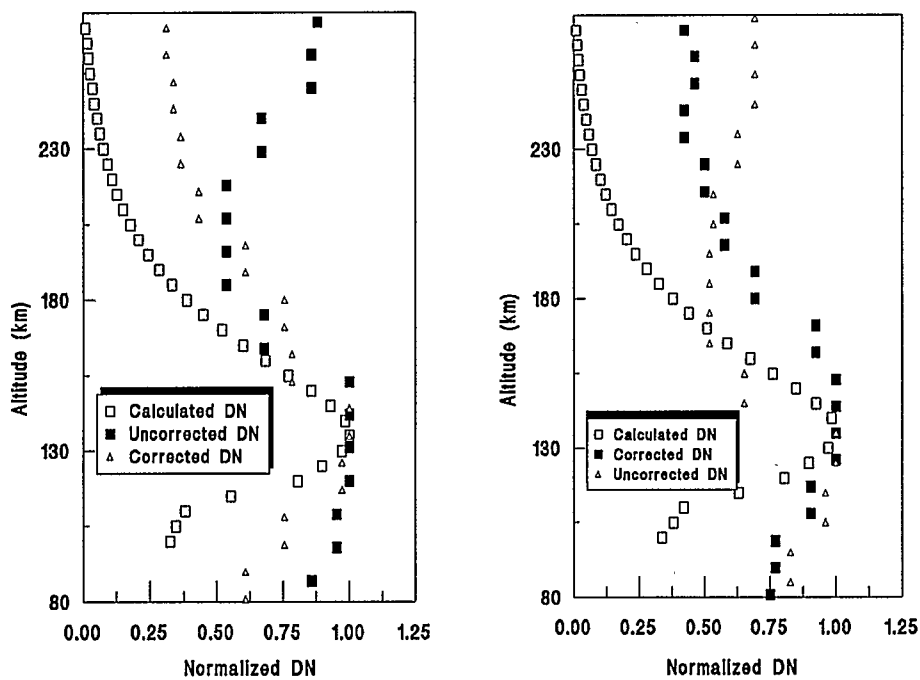 230
180
130
80
Altitude (km)
Calculated DN
Uncorrected DN
Corrected DN
0.00 0.25 0.50 0.75 1.00 1.25
Normalized DN
230
180
130
80
Altitude (km)
Calculated DN
Corrected DN
Uncorrected DN
0.00 0.25 0.50 0.75 1.00 1.25
Normalized DN